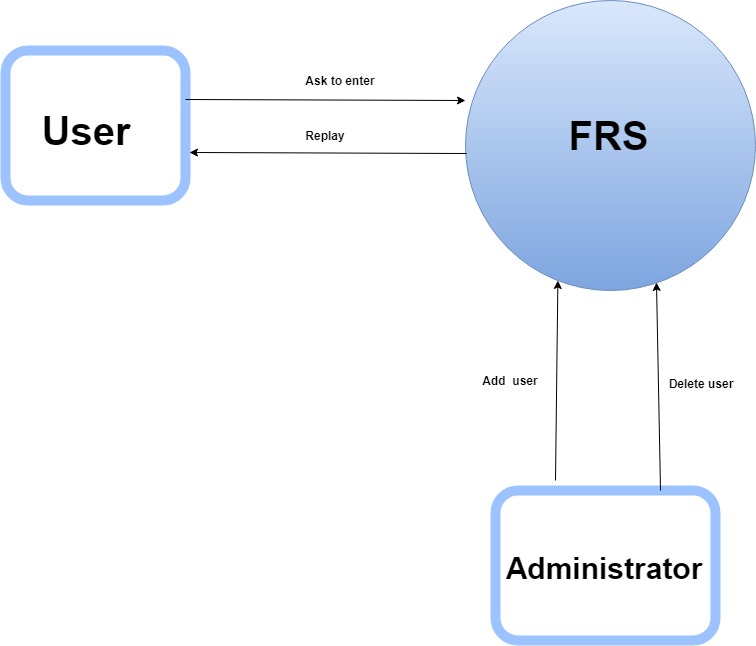 Ask to enter
User
FRS
Replay
Add  user
Delete user
Administrator